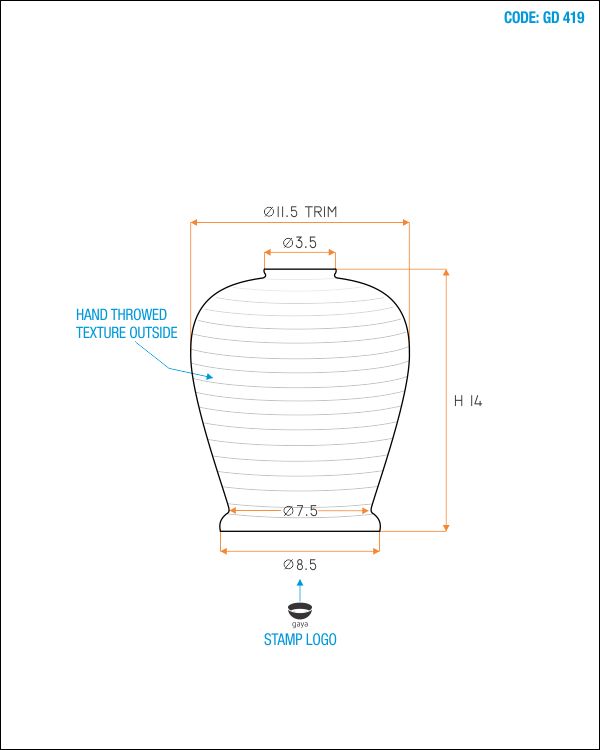 CODE: GD 419
Ø11.5 TRIM
Ø3.5
HAND THROWED
TEXTURE OUTSIDE
H 14
Ø7.5
Ø8.5
gaya
STAMP LOGO